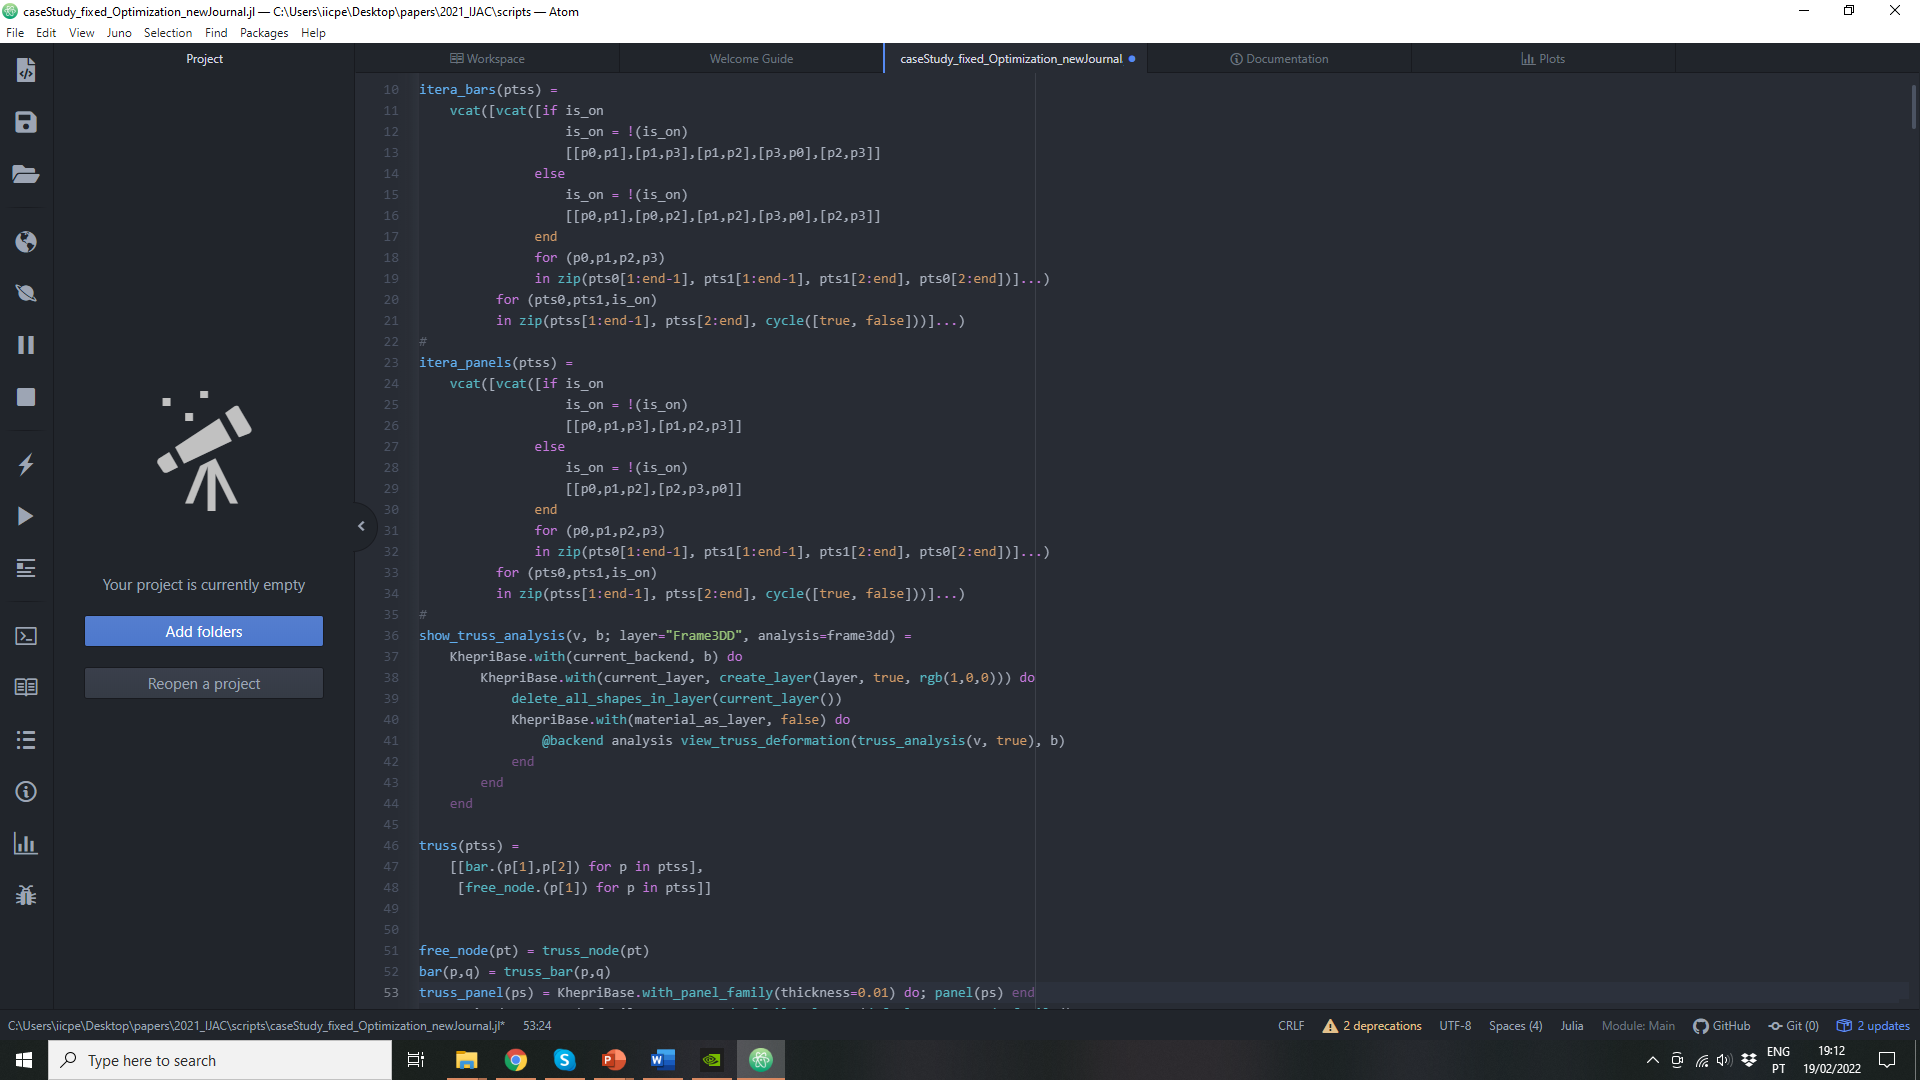 caseStudy_fixed_Optimization_newJournal.jl — C:\Users\iicpe\Desktop\papers\2021_IJAC\scripts — Atom
File Edit View Juno Selection Find Packages Help
Project
Workspace
Welcome Guide
caseStudy_fixed_Optimization_newJournal
Documentation
Plots
10 itera_bars(ptss) =
11     vcat([vcat([if is_on
12                    is_on = !(is_on)
13                    [[p0,p1],[p1,p3],[p1,p2],[p3,p0],[p2,p3]]
14                else
15                    is_on = !(is_on)
16                    [[p0,p1],[p0,p2],[p1,p2],[p3,p0],[p2,p3]]
17                end
18                for (p0,p1,p2,p3)
19                in zip(pts0[1:end-1], pts1[1:end-1], pts1[2:end], pts0[2:end])]...)
20           for (pts0,pts1,is_on)
21           in zip(ptss[1:end-1], ptss[2:end], cycle([true, false]))]...)
22 #
23 itera_panels(ptss) =
24     vcat([vcat([if is_on
25                    is_on = !(is_on)
26                    [[p0,p1,p3],[p1,p2,p3]]
27                else
28                    is_on = !(is_on)
29                    [[p0,p1,p2],[p2,p3,p0]]
30                end
31                for (p0,p1,p2,p3)
32                in zip(pts0[1:end-1], pts1[1:end-1], pts1[2:end], pts0[2:end])]...)
33           for (pts0,pts1,is_on)
34           in zip(ptss[1:end-1], ptss[2:end], cycle([true, false]))]...)
35 #
36 show_truss_analysis(v, b; layer="Frame3DD", analysis=frame3dd) =
37     KhepriBase.with(current_backend, b) do
38         KhepriBase.with(current_layer, create_layer(layer, true, rgb(1,0,0))) do
39             delete_all_shapes_in_layer(current_layer())
40             KhepriBase.with(material_as_layer, false) do
41                 @backend analysis view_truss_deformation(truss_analysis(v, true), b)
42             end
43         end
44     end
45
46 truss(ptss) =
47     [[bar.(p[1],p[2]) for p in ptss],
48      [free_node.(p[1]) for p in ptss]]
49
50
51 free_node(pt) = truss_node(pt)
52 bar(p,q) = truss_bar(p,q)
53 truss_panel(ps) = KhepriBase.with_panel_family(thickness=0.01) do; panel(ps) end
Your project is currently empty
Add folders
Reopen a project
C:\Users\iicpe\Desktop\papers\2021_IJAC\scripts\caseStudy_fixed_Optimization_newJournal.jl* 53:24 CRLF 2 deprecations UTF-8 Spaces (4) Julia Module: Main GitHub Git (0) 2 updates
Type here to search
ENG
PT
19:12
19/02/2022